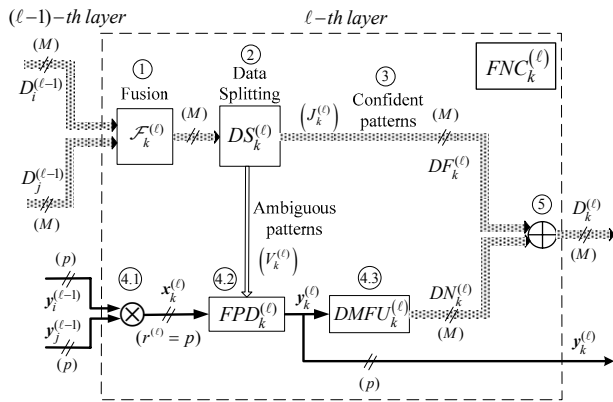 (ℓ−1)-th layer
ℓ-th layer
(M)
D_i^(ℓ−1)
D_j^(ℓ−1)
(M)
1
Fusion
F_k^(ℓ)
(M)
2
Data
Splitting
DS_k^(ℓ)
(J_k^(ℓ))
3
Confident
patterns
(M)
DF_k^(ℓ)
FNC_k^(ℓ)
Ambiguous
patterns
(V_k^(ℓ))
5
D_k^(ℓ)
(M)
(p)
y_i^(ℓ−1)
y_j^(ℓ−1)
(p)
4.1
x_k^(ℓ)
(r^(ℓ) = p)
4.2
FPD_k^(ℓ)
y_k^(ℓ)
4.3
DMFU_k^(ℓ)
DN_k^(ℓ)
(M)
(p)
y_k^(ℓ)